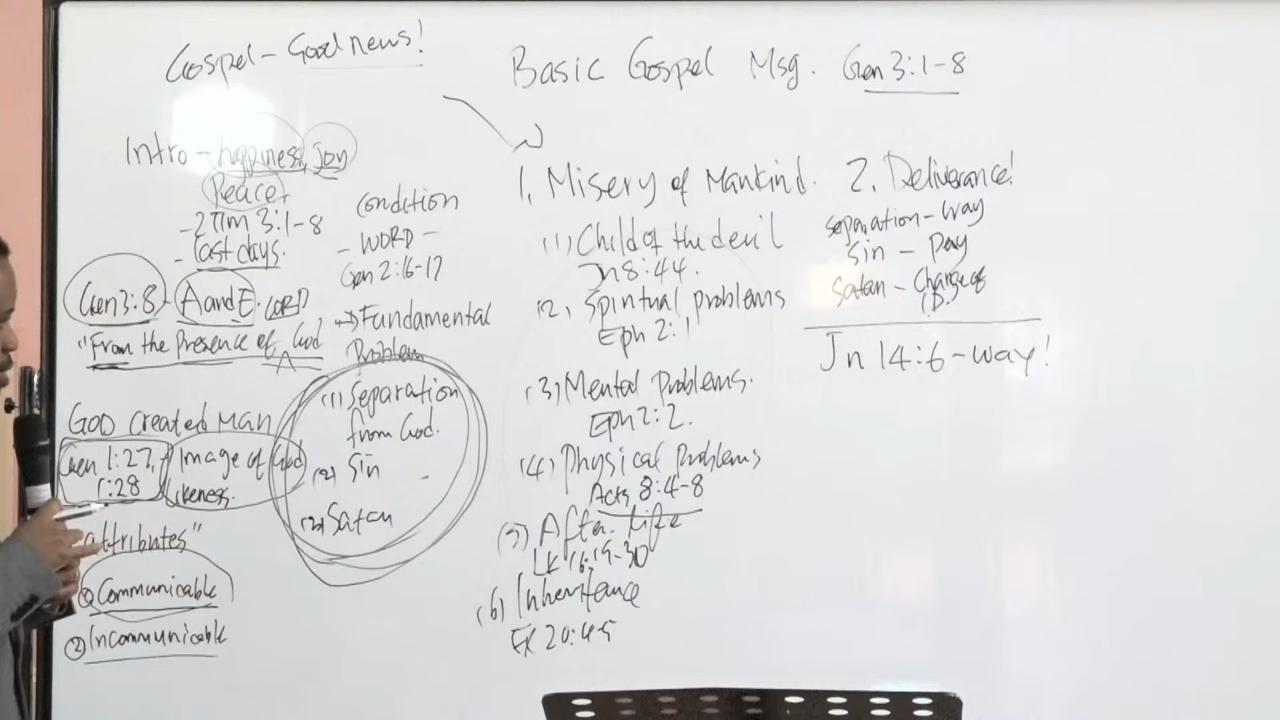 Gospel - Good news!
Basic Gospel Msg. Gen 3:1-8
Intro - happiness, Joy
Peace.
- 2 Tim 3:1-8
- last days.
Gen 3:8 - A and E. LORD
"From the Presence of God
GOD created MAN
Gen 1:27, Image of God
1:28 likeness.
attributes"
① Communicable
② Incommunicable
condition
- WORD -
Gen 2:16-17
→ Fundamental
Problem
(1) Separation
from God.
(2) Sin
(3) Satan
1. Misery of Mankind.
(1) Child of the devil
Jn 8:44.
(2) Spiritual problems
Eph 2:1
(3) Mental Problems.
Eph 2:2.
(4) Physical Problems
Acts 8:4-8
(5) After life
LK 16:19-30
(6) Inheritance
EX 20:4-5
2. Deliverance!
separation - way
Sin - Pay
Satan -
Jn 14:6 - way!